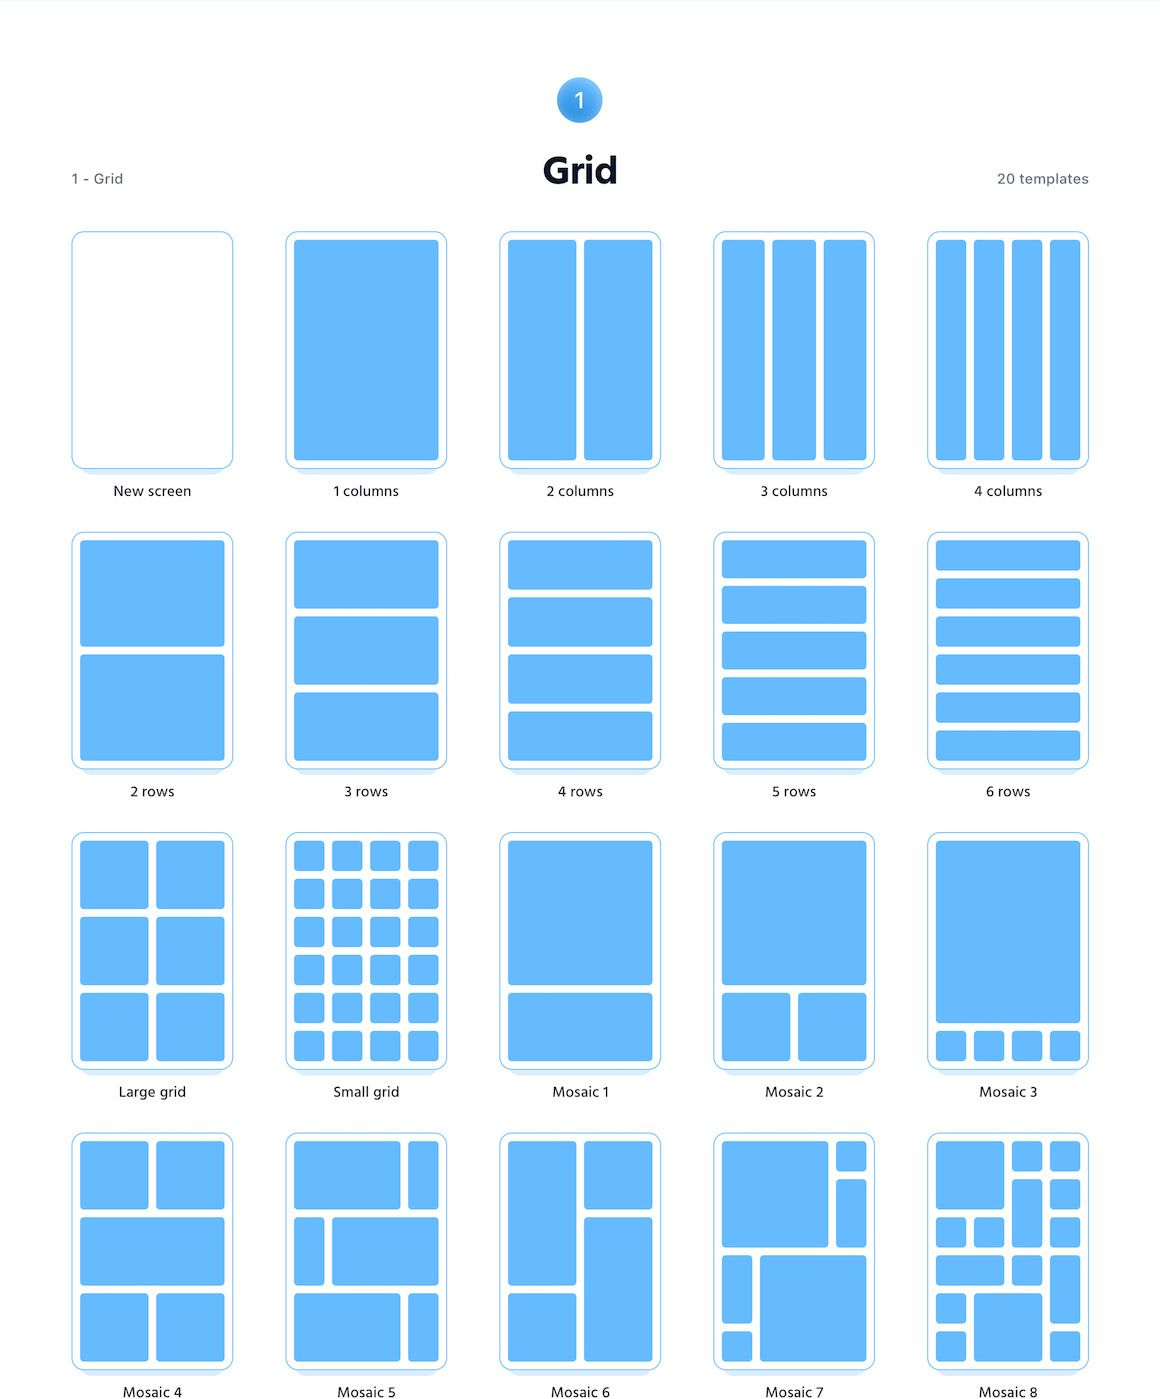 1
Grid
1 - Grid
20 templates
New screen
1 columns
2 columns
3 columns
4 columns
2 rows
3 rows
4 rows
5 rows
6 rows
Large grid
Small grid
Mosaic 1
Mosaic 2
Mosaic 3
Mosaic 4
Mosaic 5
Mosaic 6
Mosaic 7
Mosaic 8